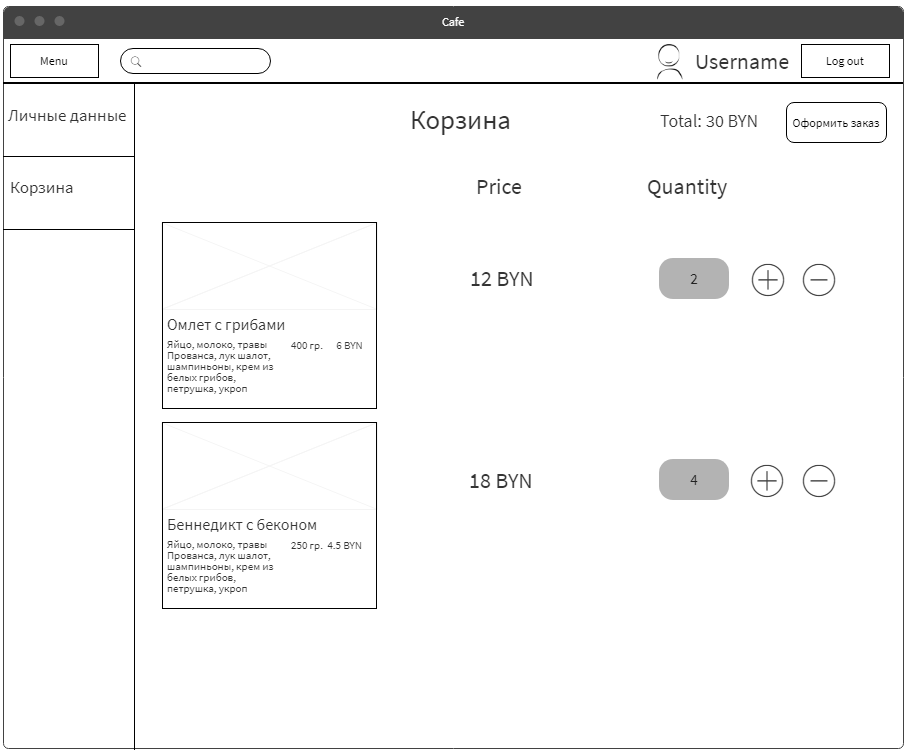 Cafe
Menu
Username
Log out
Личные данные
Корзина
Корзина
Total: 30 BYN
Оформить заказ
Price
Quantity
12 BYN
2
Омлет с грибами
Яйцо, молоко, травы
Прованса, лук шалот,
шампиньоны, крем из
белых грибов,
петрушка, укроп
400 гр.
6 BYN
18 BYN
4
Беннедикт с беконом
Яйцо, молоко, травы
Прованса, лук шалот,
шампиньоны, крем из
белых грибов,
петрушка, укроп
250 гр.
4.5 BYN